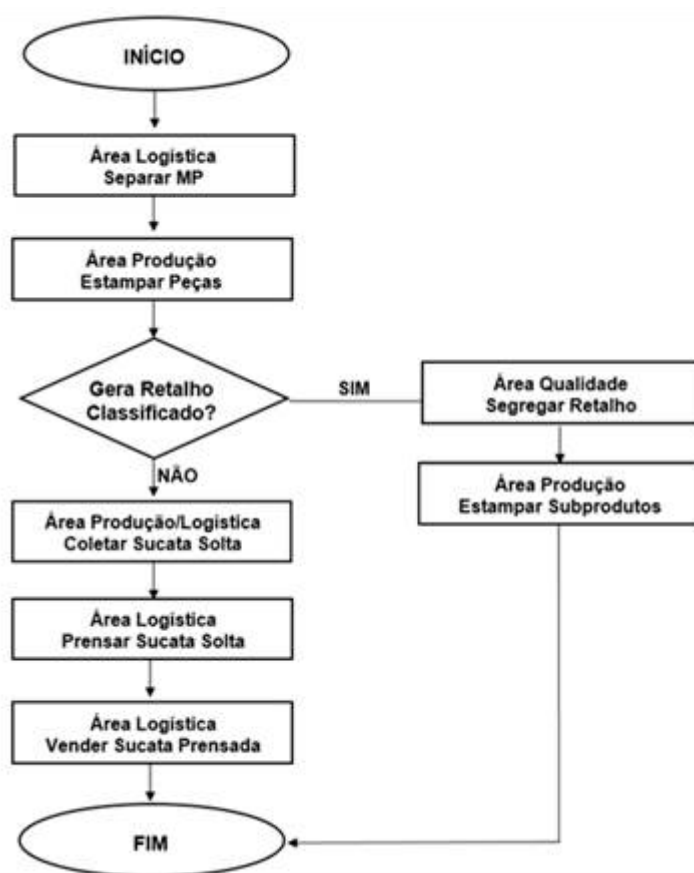 INÍCIO
Área Logística
Separar MP
Área Produção
Estampar Peças
Gera Retalho
Classificado?
SIM
Área Qualidade
Segregar Retalho
Área Produção
Estampar Subprodutos
NÃO
Área Produção/Logística
Coletar Sucata Solta
Área Logística
Prensar Sucata Solta
Área Logística
Vender Sucata Prensada
FIM